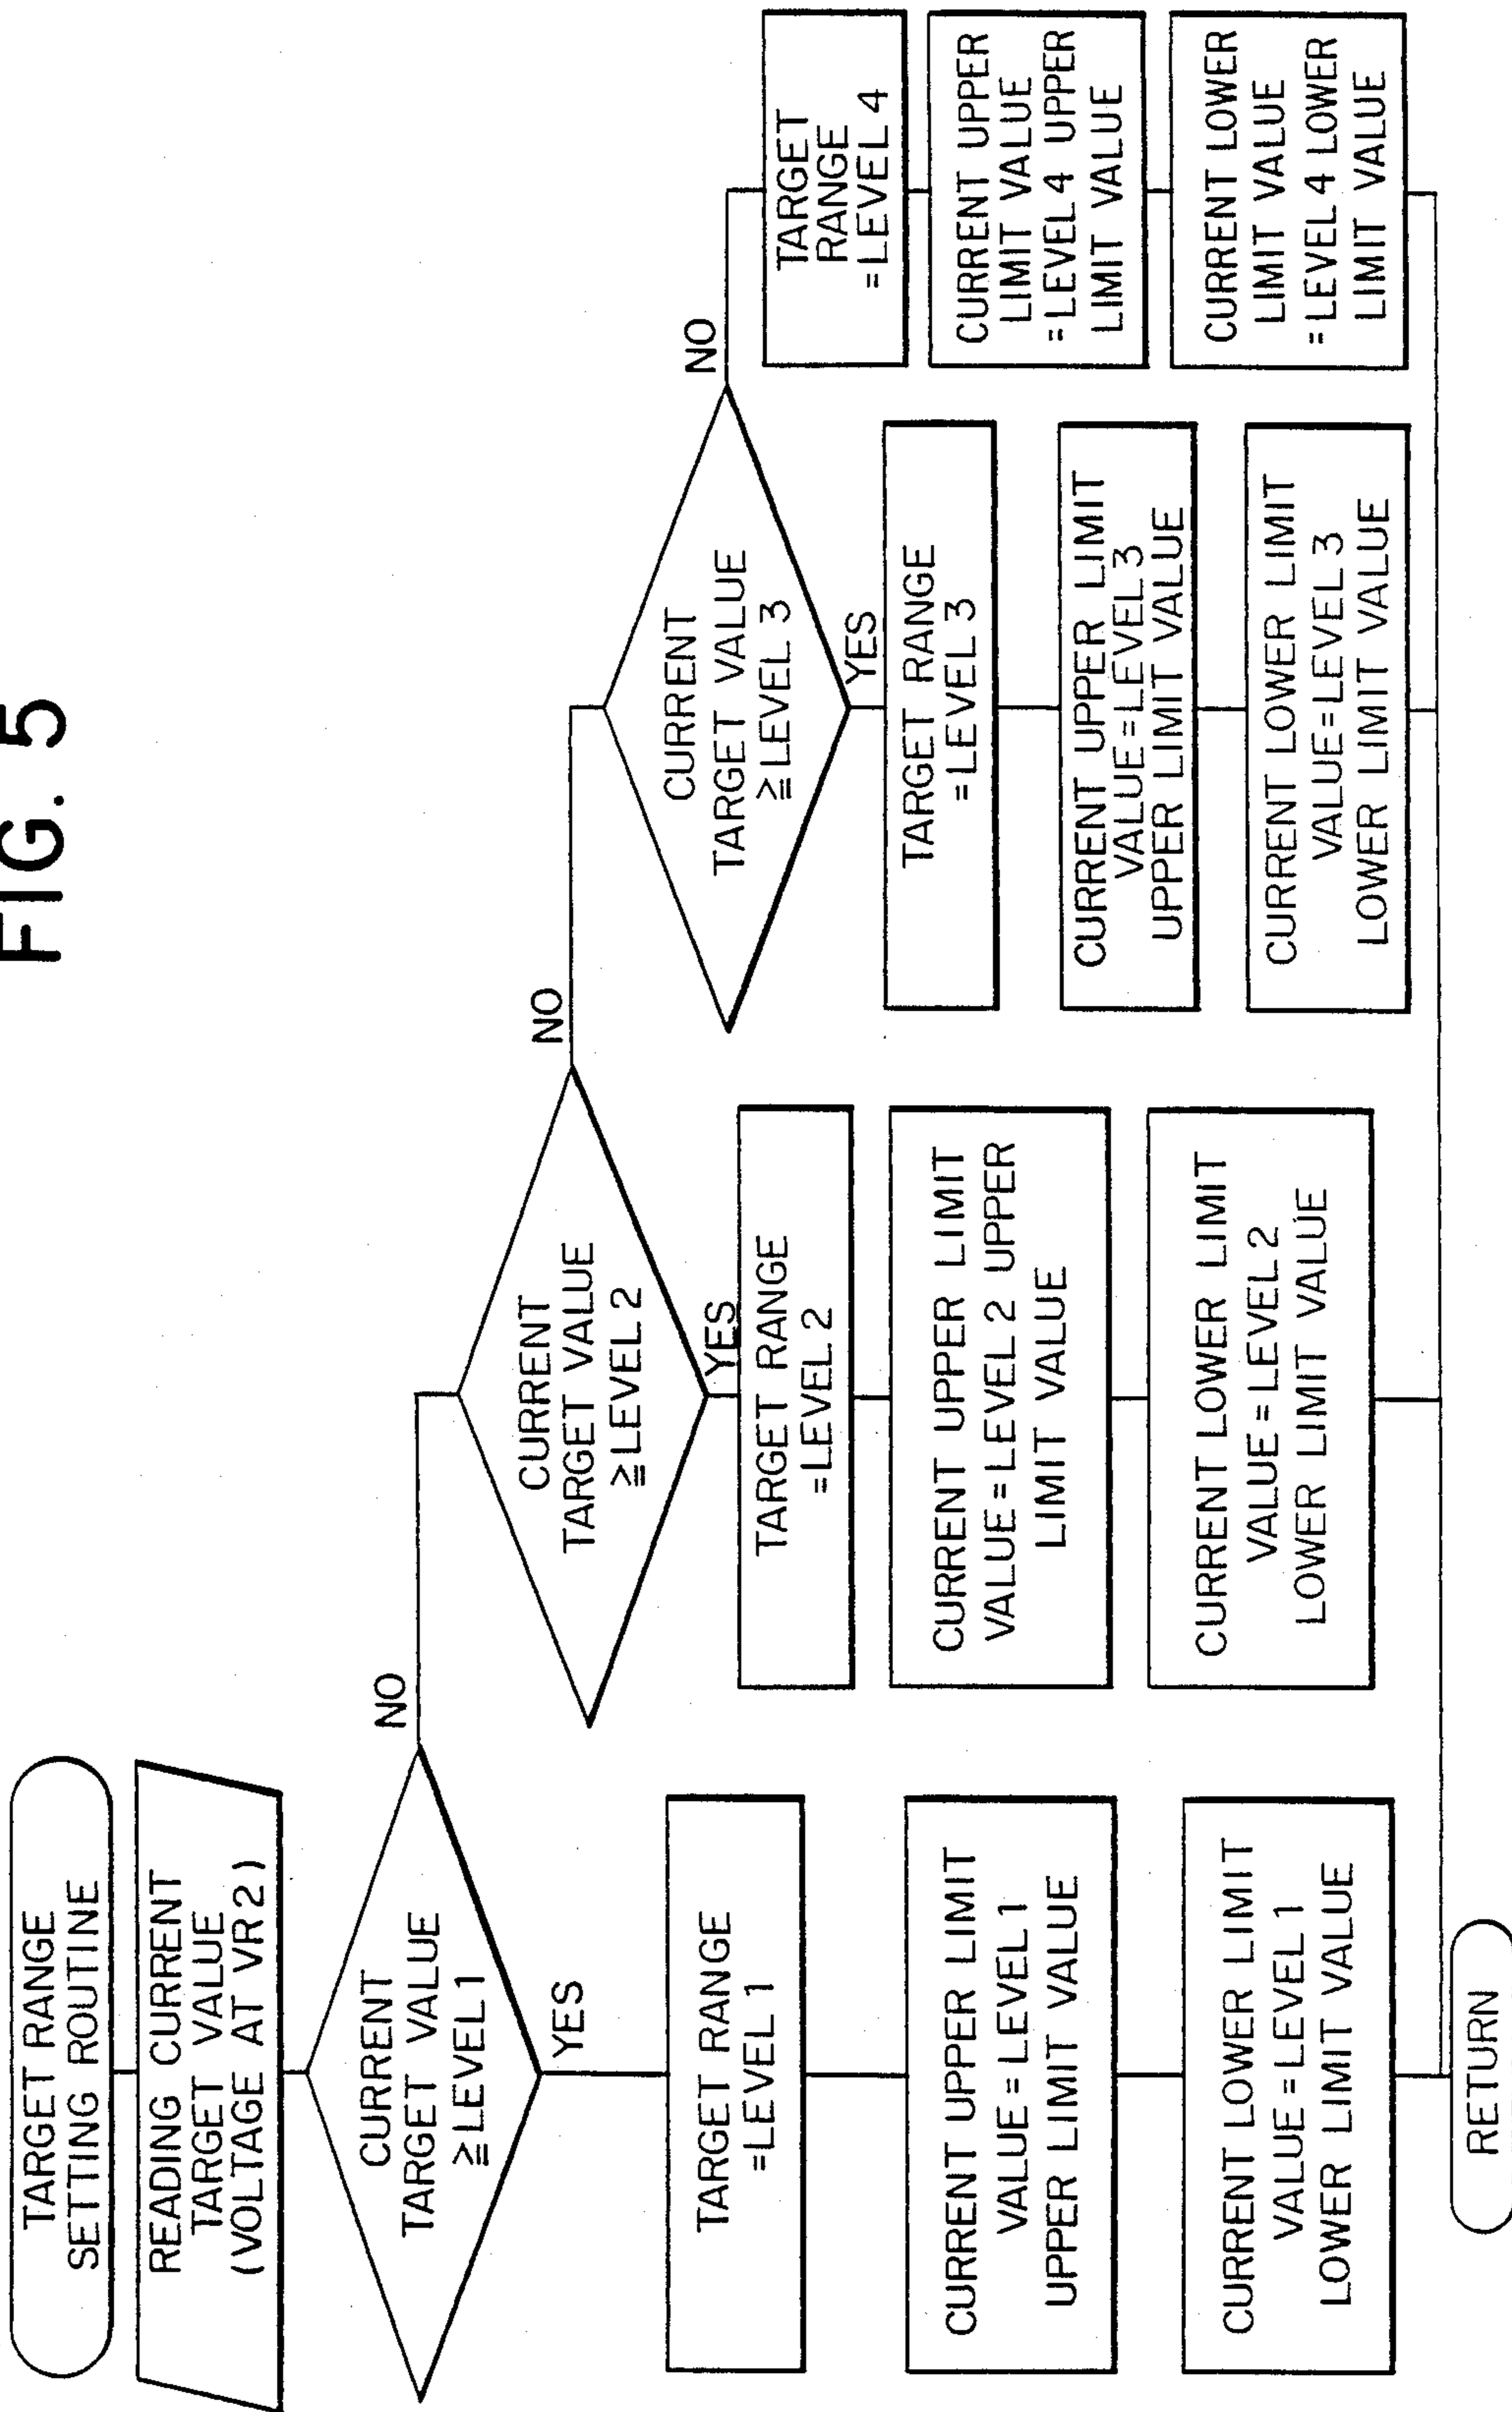 FIG. 5
TARGET RANGE
SETTING ROUTINE
READING CURRENT
TARGET VALUE
(VOLTAGE AT VR2)
CURRENT
TARGET VALUE
≧LEVEL 1
YES
NO
TARGET RANGE
=LEVEL 1
CURRENT UPPER LIMIT
VALUE=LEVEL 1
UPPER LIMIT VALUE
CURRENT LOWER LIMIT
VALUE=LEVEL 1
LOWER LIMIT VALUE
RETURN
CURRENT
TARGET VALUE
≧LEVEL 2
YES
NO
TARGET RANGE
=LEVEL 2
CURRENT UPPER LIMIT
VALUE=LEVEL 2 UPPER
LIMIT VALUE
CURRENT LOWER LIMIT
VALUE=LEVEL 2
LOWER LIMIT VALUE
CURRENT
TARGET VALUE
≧LEVEL 3
YES
NO
TARGET RANGE
=LEVEL 3
CURRENT UPPER LIMIT
VALUE=LEVEL 3
UPPER LIMIT VALUE
CURRENT LOWER LIMIT
VALUE=LEVEL 3
LOWER LIMIT VALUE
TARGET
RANGE
=LEVEL 4
CURRENT UPPER
LIMIT VALUE
=LEVEL 4 UPPER
LIMIT VALUE
CURRENT LOWER
LIMIT VALUE
=LEVEL 4 LOWER
LIMIT VALUE